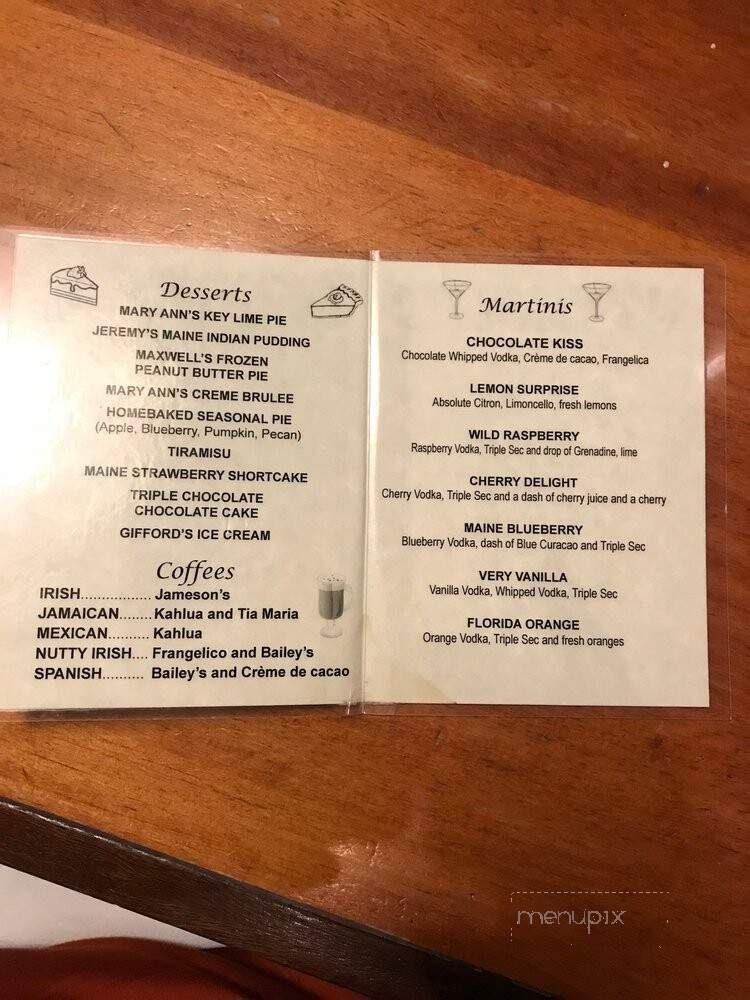 Desserts
MARY ANN'S KEY LIME PIE
JEREMY'S MAINE INDIAN PUDDING
MAXWELL'S FROZEN
PEANUT BUTTER PIE
MARY ANN'S CREME BRULEE
HOMEBAKED SEASONAL PIE
(Apple, Blueberry, Pumpkin, Pecan)
TIRAMISU
MAINE STRAWBERRY SHORTCAKE
TRIPLE CHOCOLATE
CHOCOLATE CAKE
GIFFORD'S ICE CREAM
Coffees
IRISH................. Jameson's
JAMAICAN........Kahlua and Tia Maria
MEXICAN.......... Kahlua
NUTTY IRISH.... Frangelico and Bailey's
SPANISH.......... Bailey's and Crème de cacao
Martinis
CHOCOLATE KISS
Chocolate Whipped Vodka, Crème de cacao, Frangelica
LEMON SURPRISE
Absolute Citron, Limoncello, fresh lemons
WILD RASPBERRY
Raspberry Vodka, Triple Sec and drop of Grenadine, lime
CHERRY DELIGHT
Cherry Vodka, Triple Sec and a dash of cherry juice and a cherry
MAINE BLUEBERRY
Blueberry Vodka, dash of Blue Curacao and Triple Sec
VERY VANILLA
Vanilla Vodka, Whipped Vodka, Triple Sec
FLORIDA ORANGE
Orange Vodka, Triple Sec and fresh oranges
menupix